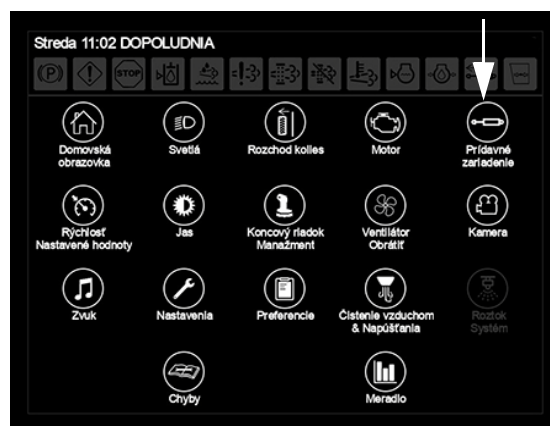 Streda 11:02 DOPOLUDNIA
(P) STOP
Domovská Svetlá Rozchod kolies Motor Prídavné
obrazovka zariadenie
Rýchlosť Jas Koncový riadok Ventilátor Kamera
Nastavené hodnoty Manažment Obrátiť
Zvuk Nastavenia Preferencie Čistenie vzduchom Roztok
& Napúšťania Systém
Chyby Meradlo